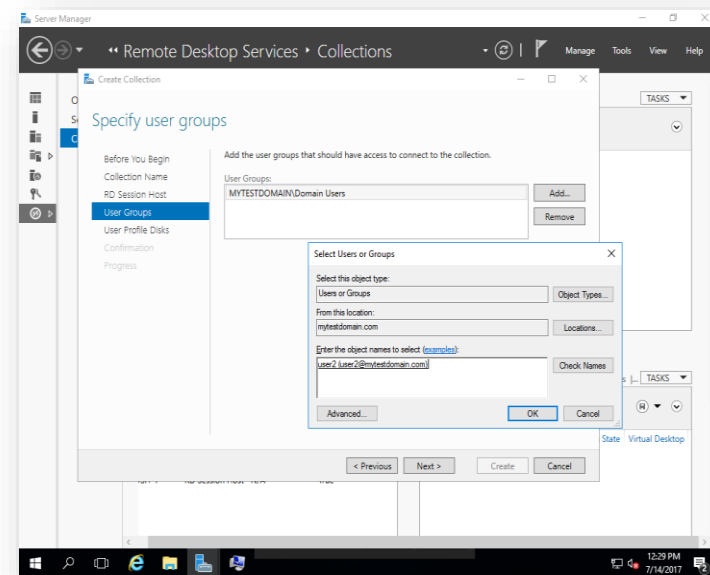 Server Manager
Remote Desktop Services • Collections
Manage Tools View Help
Create Collection
TASKS
Specify user groups
Before You Begin
Collection Name
RD Session Host
User Groups
User Profile Disks
Confirmation
Progress
Add the user groups that should have access to connect to the collection.
User Groups:
MYTESTDOMAIN\Domain Users
Add...
Remove
Select Users or Groups
Select this object type:
Users or Groups
Object Types...
From this location:
mytestdomain.com
Locations...
Enter the object names to select (examples):
user2 (user2@mytestdomain.com)
Check Names
Advanced...
OK
Cancel
TASKS
State Virtual Desktop
< Previous
Next >
Create
Cancel
12:29 PM
7/14/2017
2